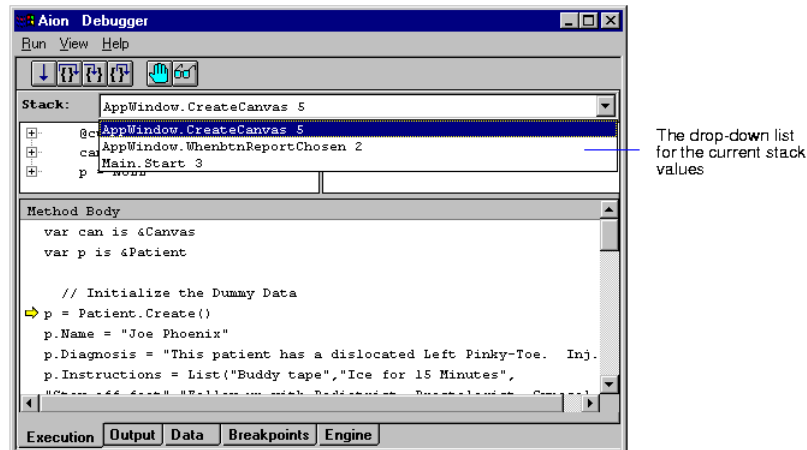 Aion Debugger
Run View Help
Stack: AppWindow.CreateCanvas 5
AppWindow.CreateCanvas 5
AppWindow.WhenbtnReportChosen 2
Main.Start 3
p = NONE
The drop-down list
for the current stack
values
Method Body
var can is &Canvas
var p is &Patient
// Initialize the Dummy Data
p = Patient.Create()
p.Name = "Joe Phoenix"
p.Diagnosis = "This patient has a dislocated Left Pinky-Toe. Inj.
p.Instructions = List("Buddy tape","Ice for 15 Minutes",
Execution Output Data Breakpoints Engine